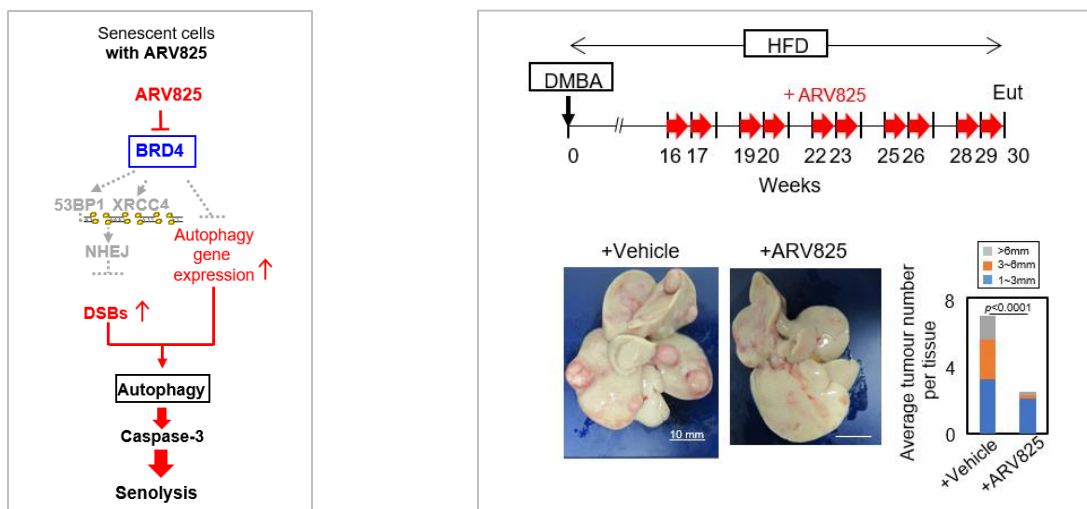 Senescent cells
with ARV825
ARV825
BRD4
53BP1 XRCC4
NHEJ
Autophagy
gene
expression ↑
DSBs ↑
Autophagy
Caspase-3
Senolysis
HFD
DMBA
+ ARV825
Eut
0 // 16 17 19 20 22 23 25 26 28 29 30
Weeks
+Vehicle
+ARV825
10 mm
>6mm
3~6mm
1~3mm
p<0.0001
8
4
0
Average tumour number
per tissue
+Vehicle
+ARV825